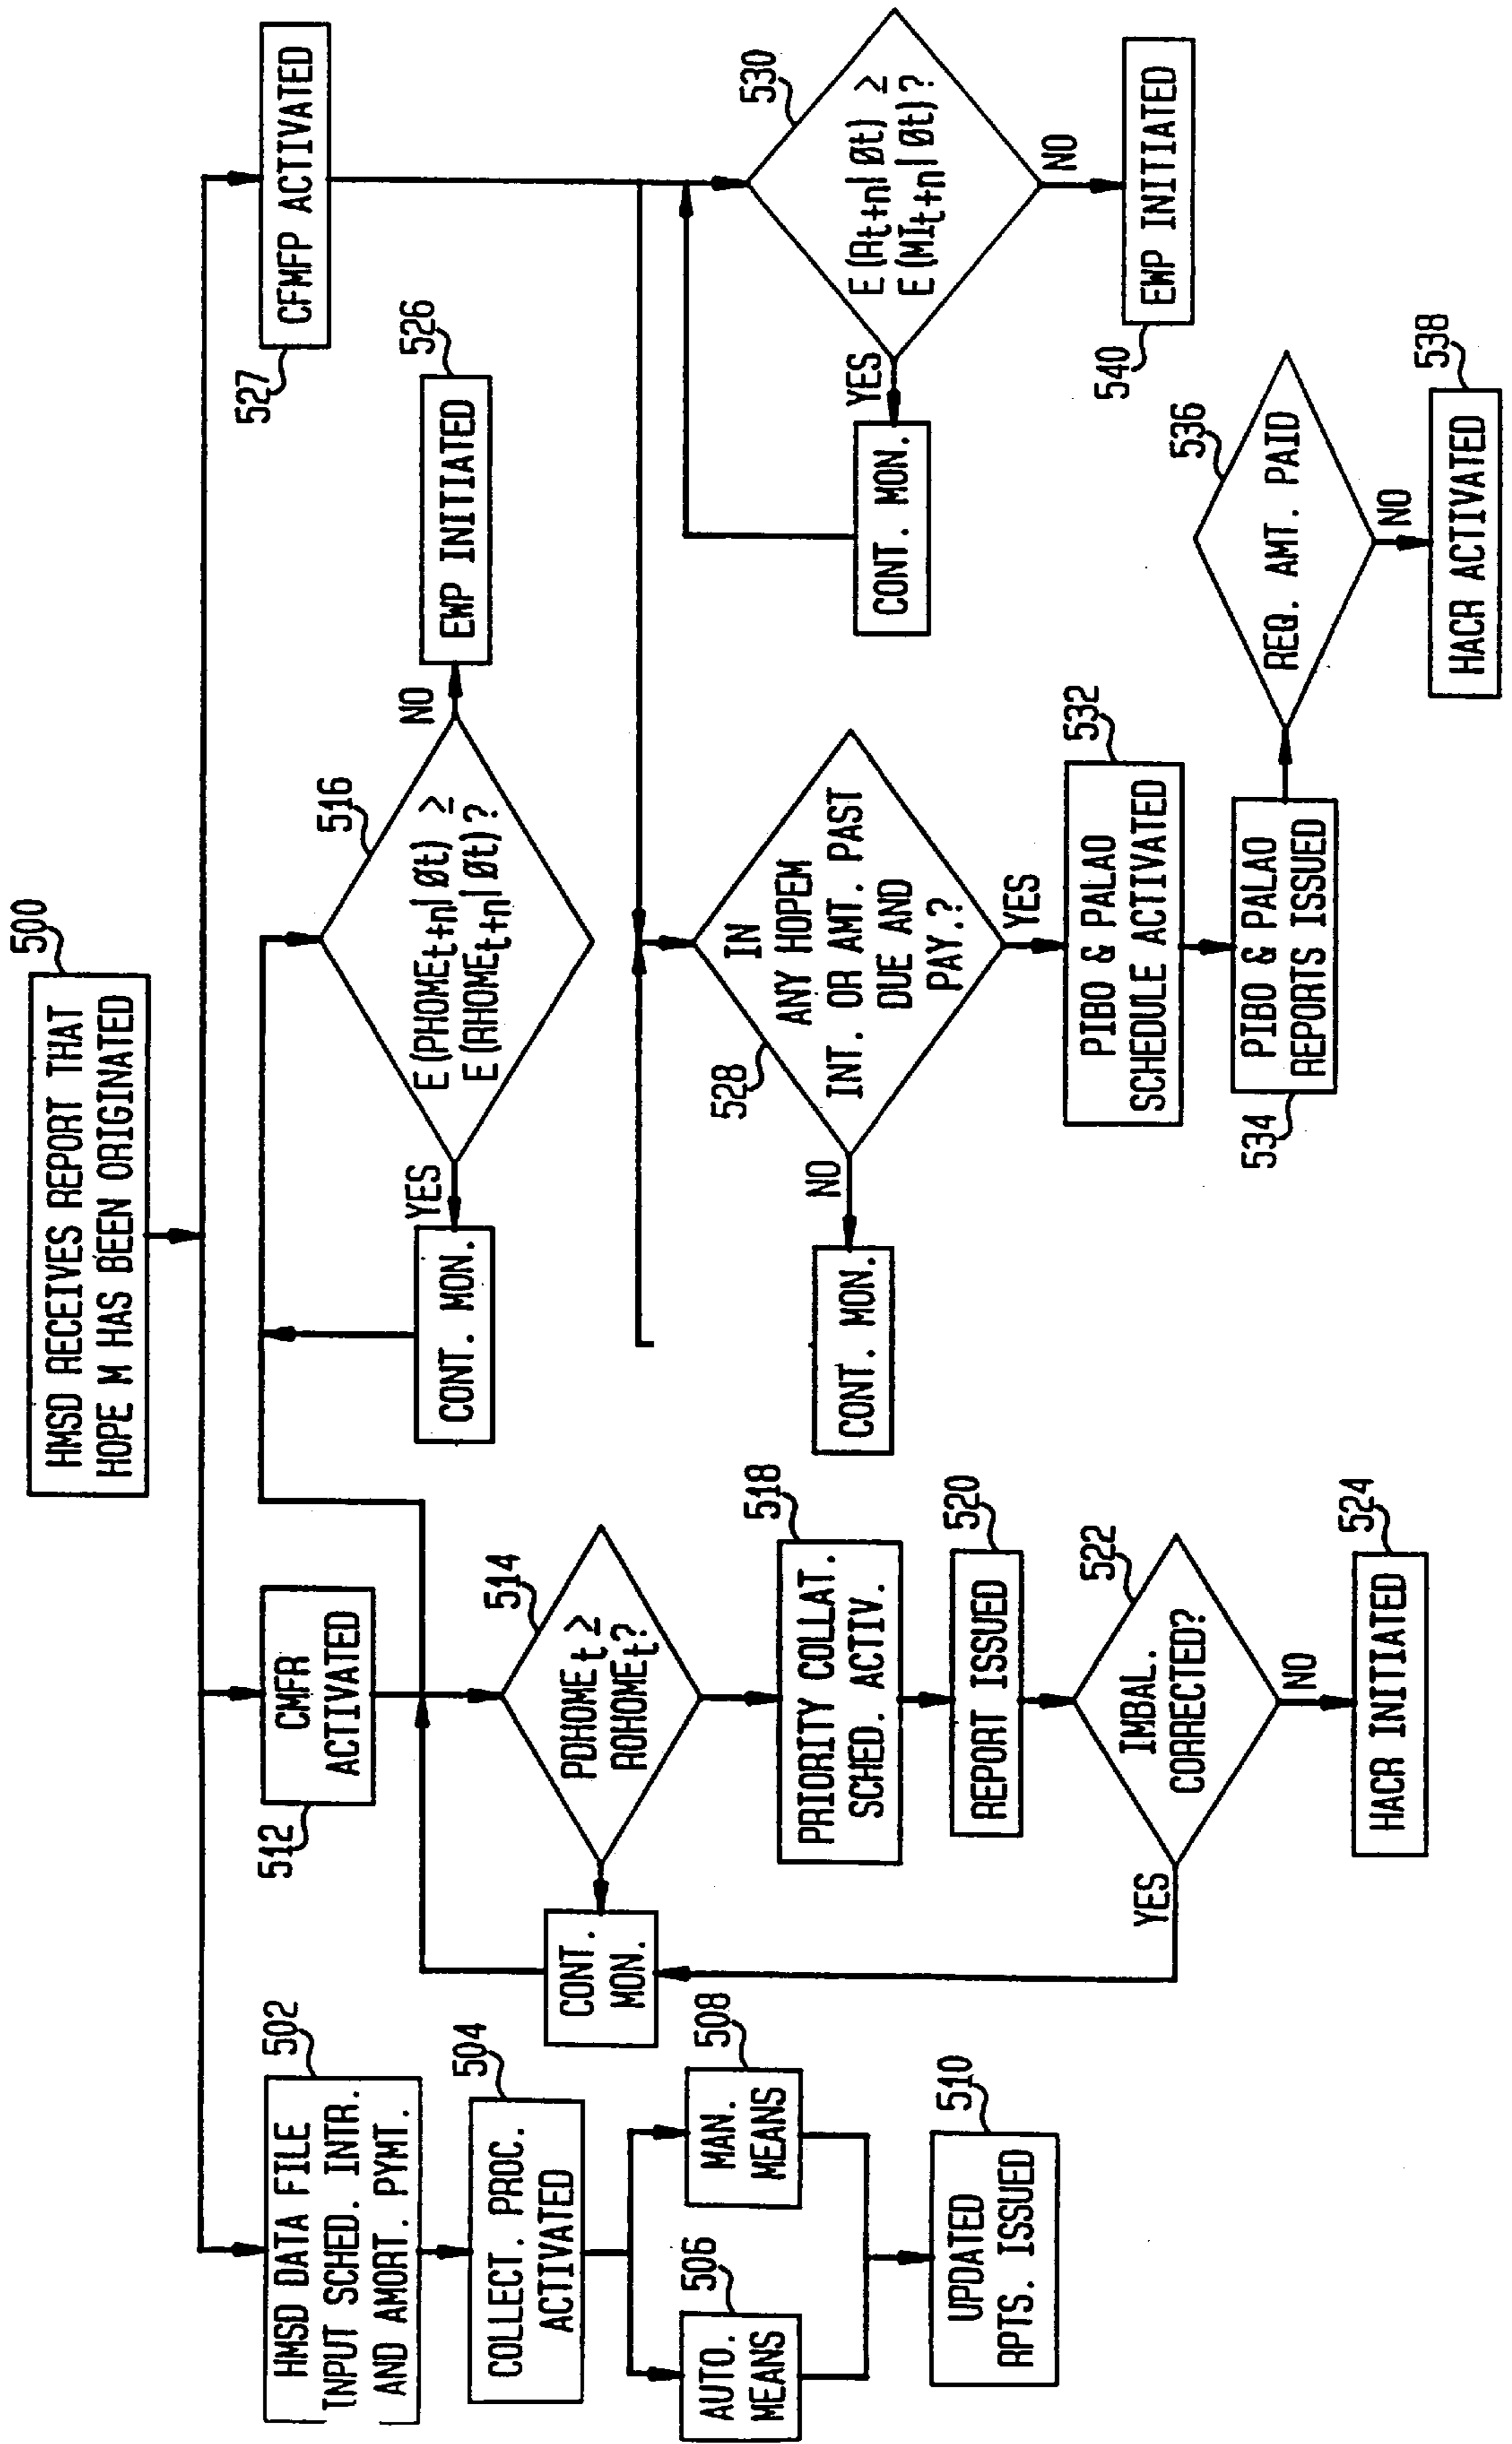 500
HMSD RECEIVES REPORT THAT
HOPE M HAS BEEN ORIGINATED
502
HMSD DATA FILE
INPUT SCHED. INTR.
AND AMORT. PYMT.
504
COLLECT. PROC.
ACTIVATED
506
AUTO.
MEANS
508
MAN.
MEANS
510
UPDATED
RPTS. ISSUED
512
CMFR
ACTIVATED
514
PDHOMEt ≥
ROHOMEt?
CONT.
MON.
518
PRIORITY COLLAT.
SCHED. ACTIV.
520
REPORT ISSUED
522
IMBAL.
CORRECTED?
YES
NO
524
HACR INITIATED
516
E(PHOMEt+n|Øt) ≥
E(RHOMEt+n|Øt)?
YES
CONT. MON.
NO
526
EWP INITIATED
527
CFMFP ACTIVATED
528
IN
ANY HOPEM
INT. OR AMT. PAST
DUE AND
PAY.?
NO
CONT. MON.
YES
532
PIBO & PALAO
SCHEDULE ACTIVATED
534
PIBO & PALAO
REPORTS ISSUED
536
REQ. AMT. PAID
NO
538
HACR ACTIVATED
530
E(Rt+n|Øt) ≥
E(MIt+n|Øt)?
YES
CONT. MON.
NO
540
EWP INITIATED